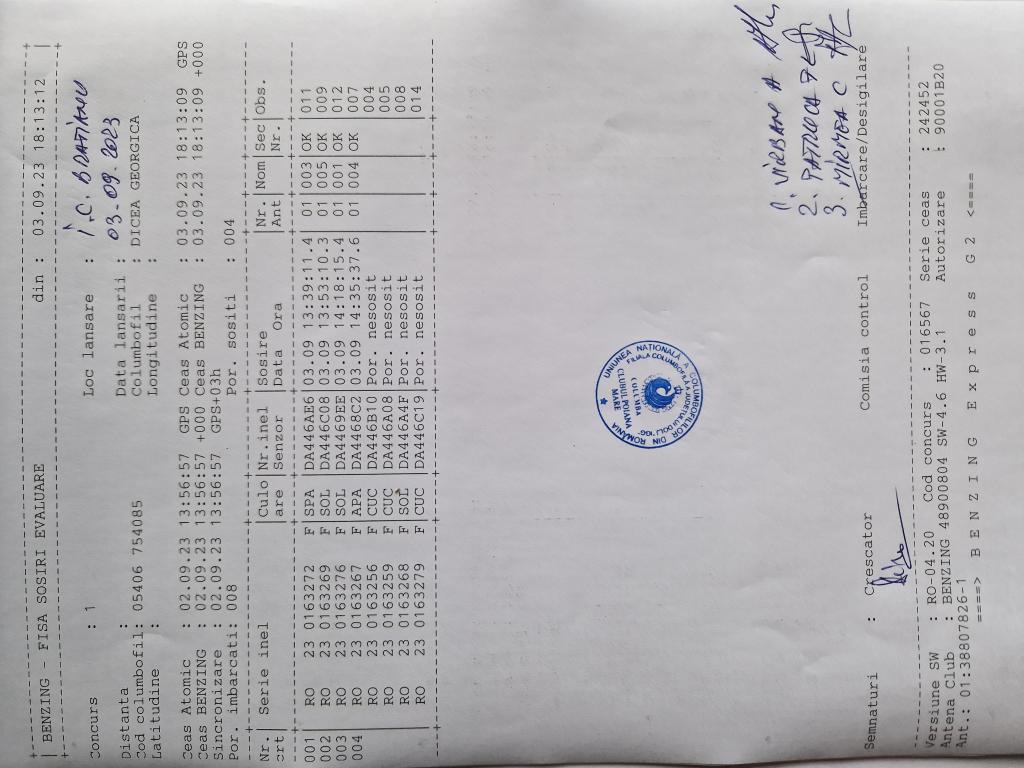 | BENZING - FISA SOSIRI EVALUARE din : 03.09.23 18:13:12 |
Concurs : 1 Loc lansare : I.C. BRATIANU
Distanta : Data lansarii : 03.09.2023
Cod columbofil: 05406 754085 Columbofil : DICEA GEORGICA
Latitudine : Longitudine :
Ceas Atomic : 02.09.23 13:56:57 GPS Ceas Atomic : 03.09.23 18:13:09 GPS
Ceas BENZING : 02.09.23 13:56:57 +000 Ceas BENZING : 03.09.23 18:13:09 +000
Sincronizare : 02.09.23 13:56:57 GPS+03h
Por. imbarcati: 008 Por. sositi : 004
Nr.| Serie inel |Culo|Nr.inel |Sosire |Nr. |Nom|Sec|Obs.
crt| |are |Senzor |Data Ora |Ant | |Nr.|
001 | RO 23 0163272 F|SPA |DA446AE6|03.09 13:39:11.4|01 |003|OK |011
002 | RO 23 0163269 F|SOL |DA446C08|03.09 13:53:10.3|01 |005|OK |009
003 | RO 23 0163276 F|SOL |DA4469EE|03.09 14:18:15.4|01 |001|OK |012
004 | RO 23 0163267 F|APA |DA4468C2|03.09 14:35:37.6|01 |004|OK |007
| RO 23 0163256 F|CUC |DA446B10|Por. nesosit | | | |004
| RO 23 0163259 F|CUC |DA446A08|Por. nesosit | | | |005
| RO 23 0163268 F|SOL |DA446A4F|Por. nesosit | | | |008
| RO 23 0163279 F|CUC |DA446C19|Por. nesosit | | | |014
UNIUNEA NATIONALA A COLUMBOFILILOR DIN ROMÂNIA
FILIALA COLUMBOFILA A JUDETULUI DOLJ
CLUBUL POIANA MARE
1. VIRBAN A
2.
3. MIRMEA C
Semnaturi : Crescator Comisia control Imbarcare/Desigilare
Versiune SW : RO-04.20 Cod concurs : 016567 Serie ceas : 242452
Antena Club : BENZING 48900804 SW-4.6 HW-3.1 Autorizare : 90001B20
Ant.: 01:38807826-1
====> B E N Z I N G E x p r e s s G 2 <====